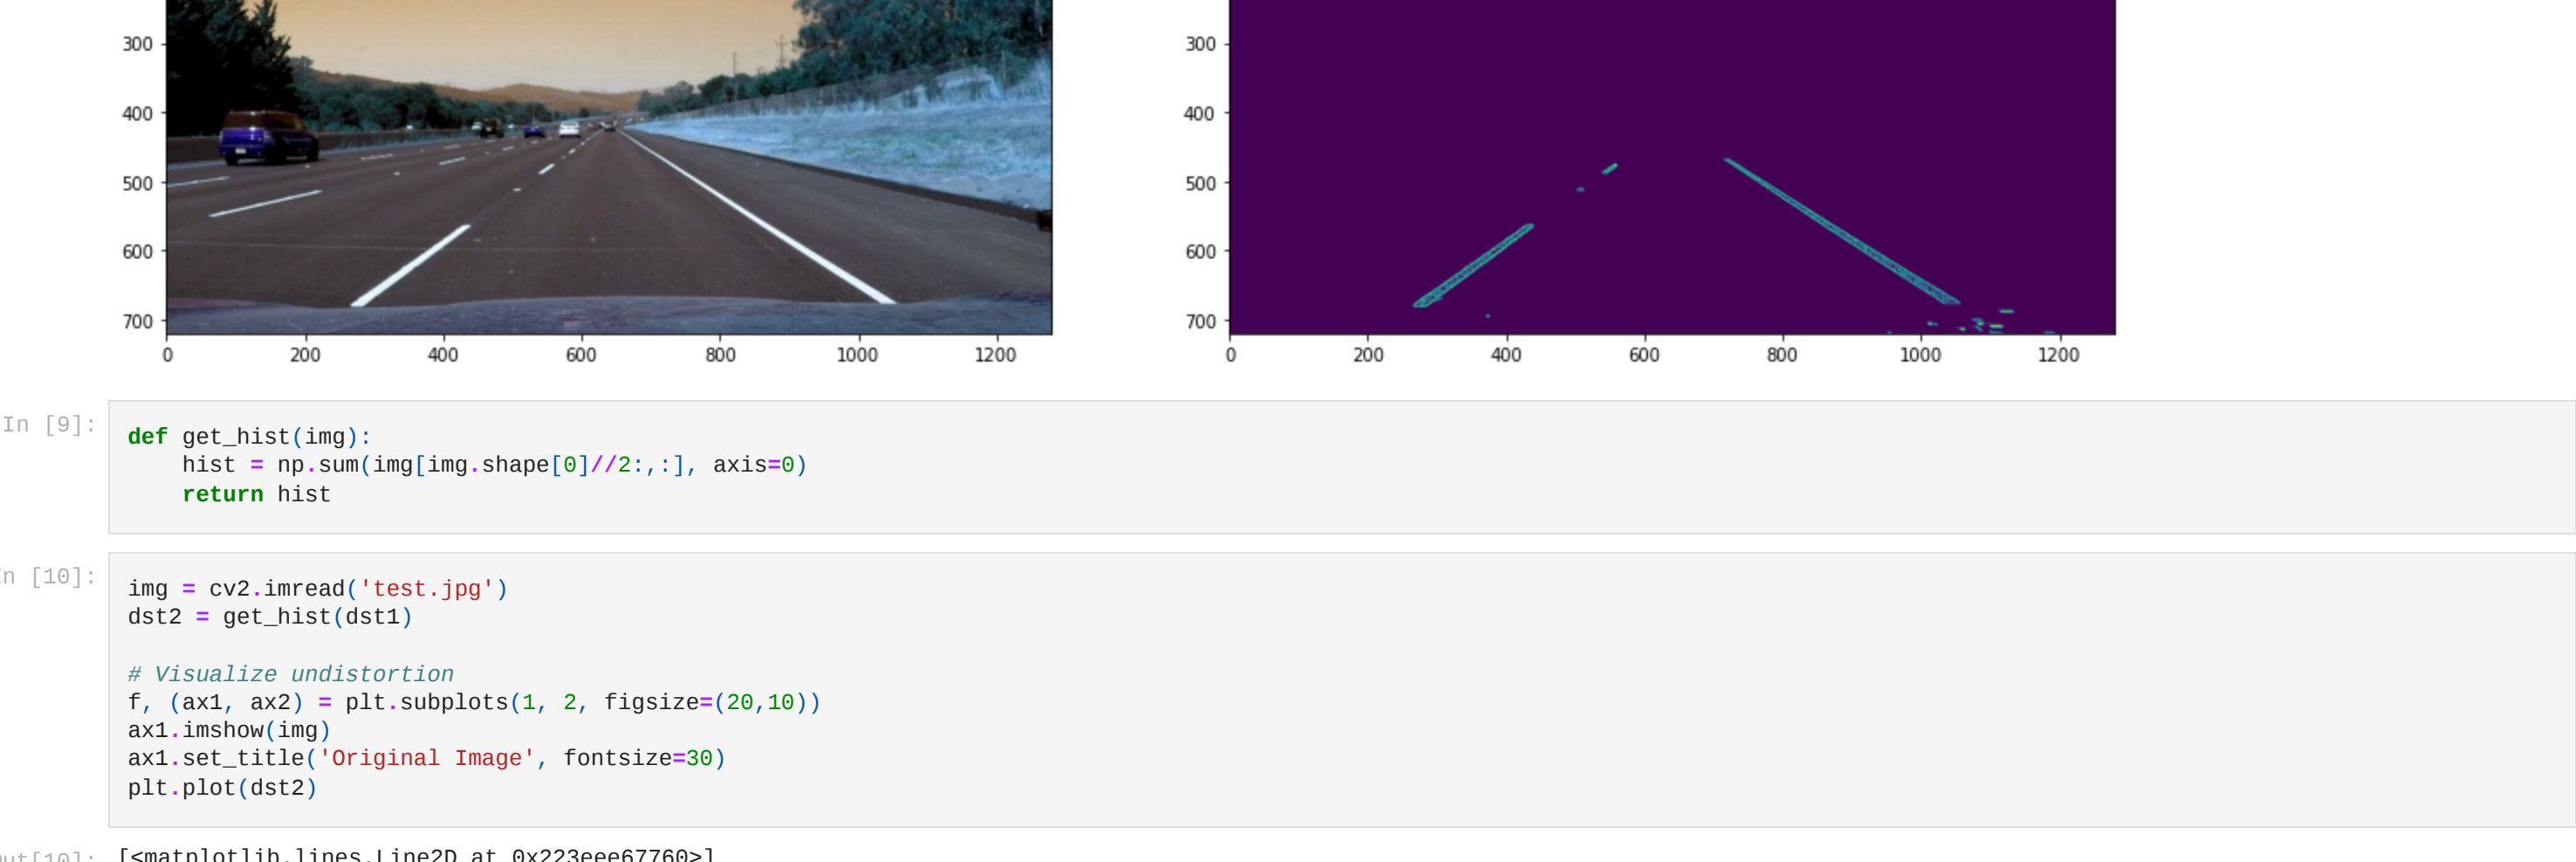 300
400
500
600
700
0 200 400 600 800 1000 1200
300
400
500
600
700
0 200 400 600 800 1000 1200
In [9]:
def get_hist(img):
    hist = np.sum(img[img.shape[0]//2:,:], axis=0)
    return hist
In [10]:
img = cv2.imread('test.jpg')
dst2 = get_hist(dst1)
# Visualize undistortion
f, (ax1, ax2) = plt.subplots(1, 2, figsize=(20,10))
ax1.imshow(img)
ax1.set_title('Original Image', fontsize=30)
plt.plot(dst2)
Out[10]: [<matplotlib.lines.Line2D at 0x223eee67760>]